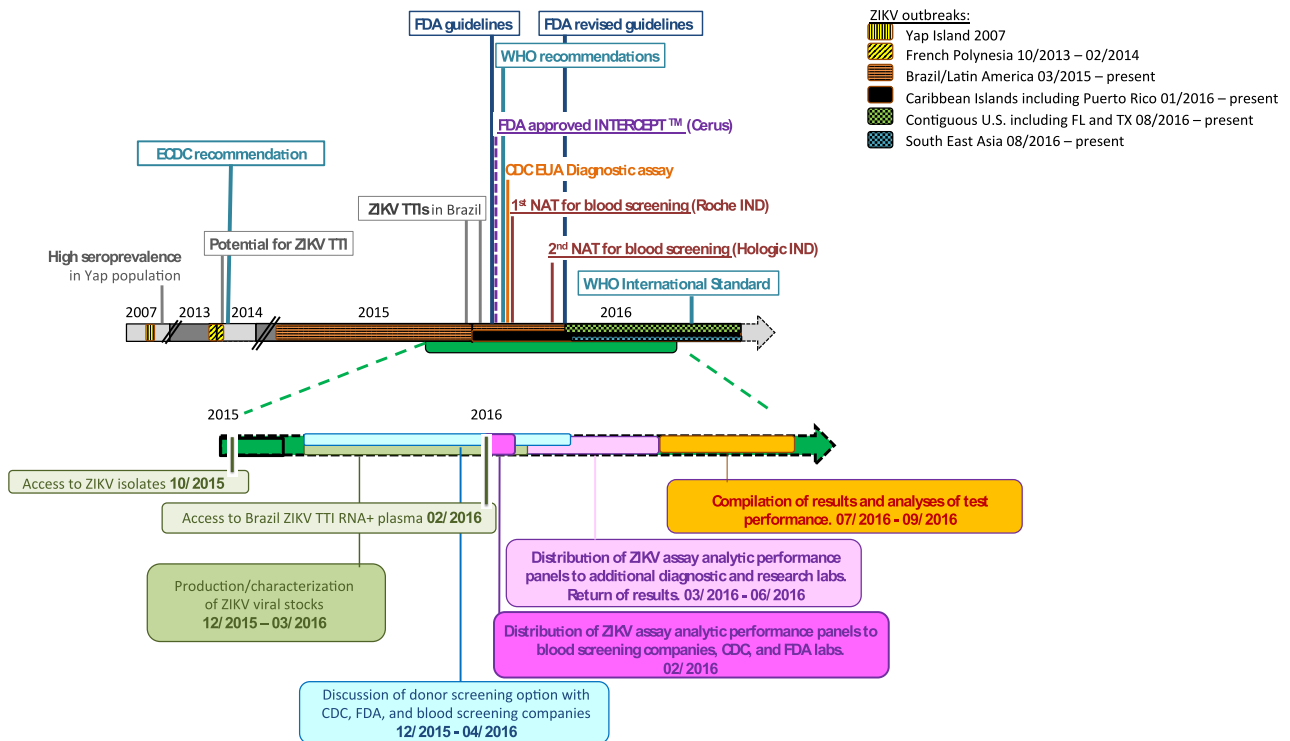 FDA guidelines
FDA revised guidelines
WHO recommendations
FDA approved INTERCEPT™ (Cerus)
ECDC recommendation
CDC EUA Diagnostic assay
ZIKV TTIs in Brazil
1st NAT for blood screening (Roche IND)
Potential for ZIKV TTI
2nd NAT for blood screening (Hologic IND)
High seroprevalence
in Yap population
WHO International Standard
2007
2013
2014
2015
2016
ZIKV outbreaks:
Yap Island 2007
French Polynesia 10/2013 – 02/2014
Brazil/Latin America 03/2015 – present
Caribbean Islands including Puerto Rico 01/2016 – present
Contiguous U.S. including FL and TX 08/2016 – present
South East Asia 08/2016 – present
2015
2016
Access to ZIKV isolates 10/2015
Access to Brazil ZIKV TTI RNA+ plasma 02/2016
Compilation of results and analyses of test
performance. 07/2016 - 09/2016
Distribution of ZIKV assay analytic performance
panels to additional diagnostic and research labs.
Return of results. 03/2016 - 06/2016
Production/characterization
of ZIKV viral stocks
12/2015 – 03/2016
Distribution of ZIKV assay analytic performance panels to
blood screening companies, CDC, and FDA labs.
02/2016
Discussion of donor screening option with
CDC, FDA, and blood screening companies
12/2015 - 04/2016